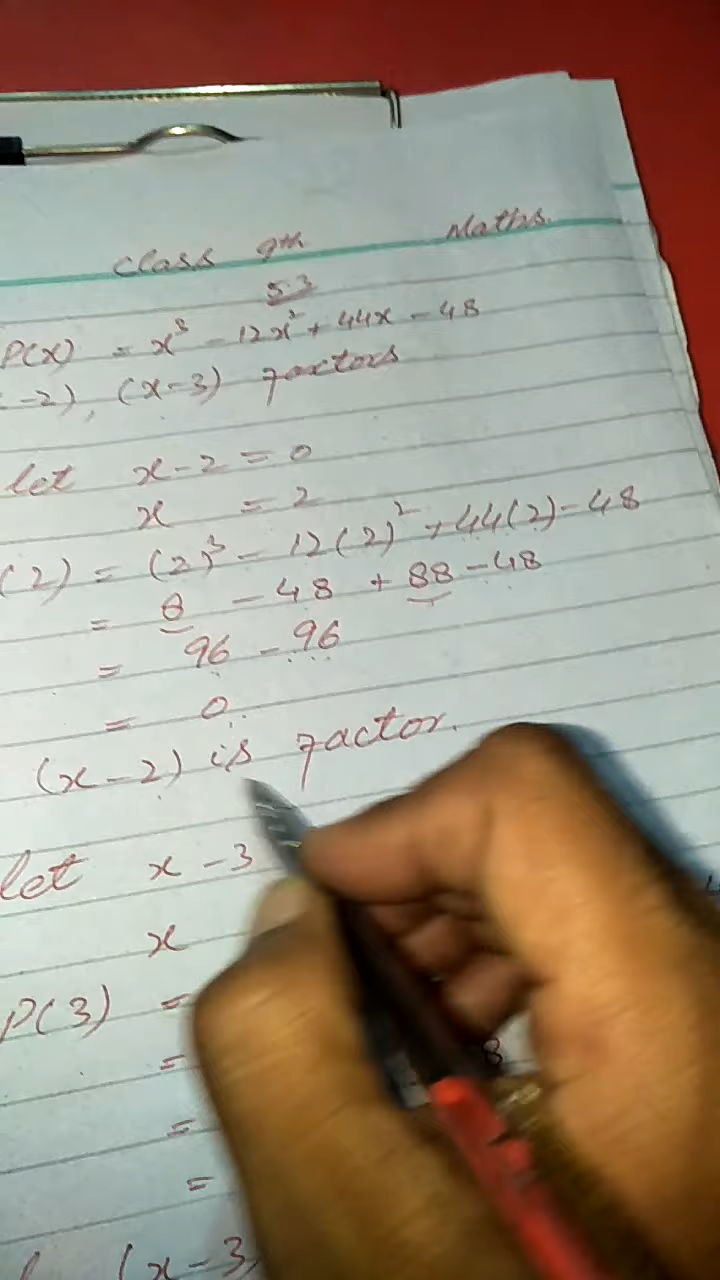 Class 9th Maths.
5.3
P(x) = x³ - 12x² + 44x - 48
-2), (x-3) factors
let x-2 = 0
x = 2
(2) = (2)³ - 12(2)² + 44(2) - 48
= 8 - 48 + 88 - 48
= 96 - 96
= 0
(x-2) is factor.
let x - 3
x
P(3) =
=
8
=
=
(x-3